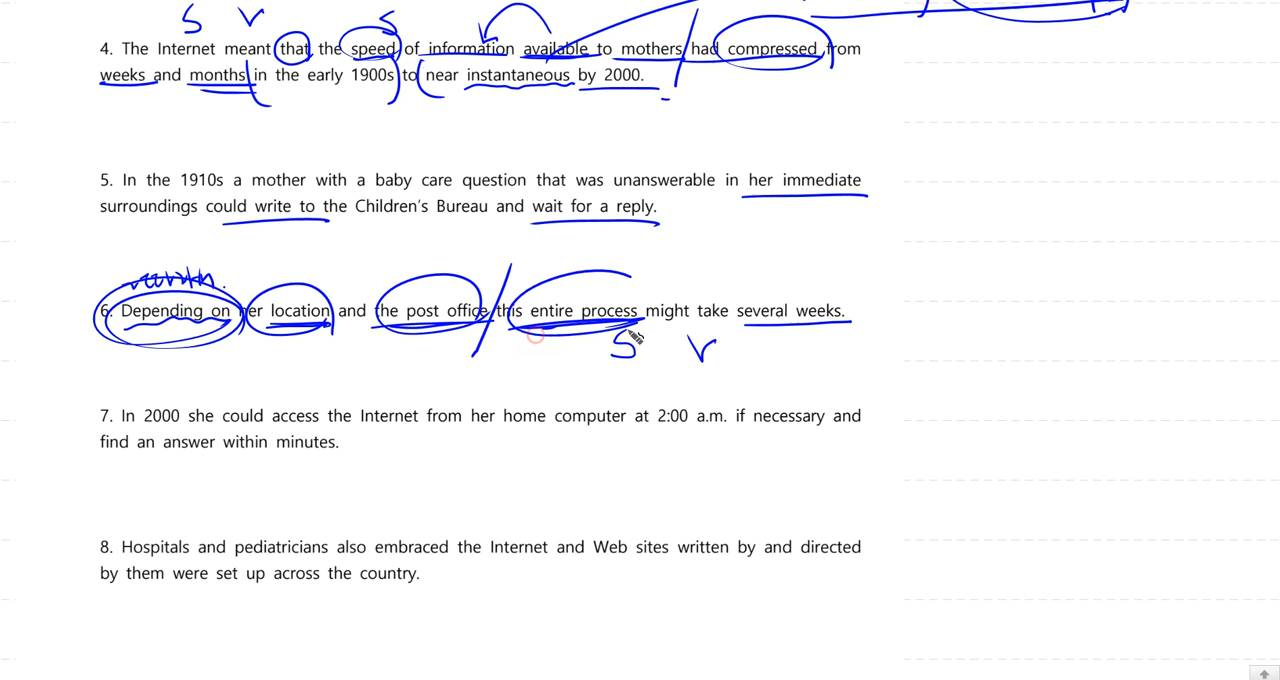 S V S
4. The Internet meant that the speed of information available to mothers had compressed from
weeks and months in the early 1900s to near instantaneous by 2000.
5. In the 1910s a mother with a baby care question that was unanswerable in her immediate
surroundings could write to the Children's Bureau and wait for a reply.
6. Depending on her location and the post office this entire process might take several weeks.
S V
7. In 2000 she could access the Internet from her home computer at 2:00 a.m. if necessary and
find an answer within minutes.
8. Hospitals and pediatricians also embraced the Internet and Web sites written by and directed
by them were set up across the country.